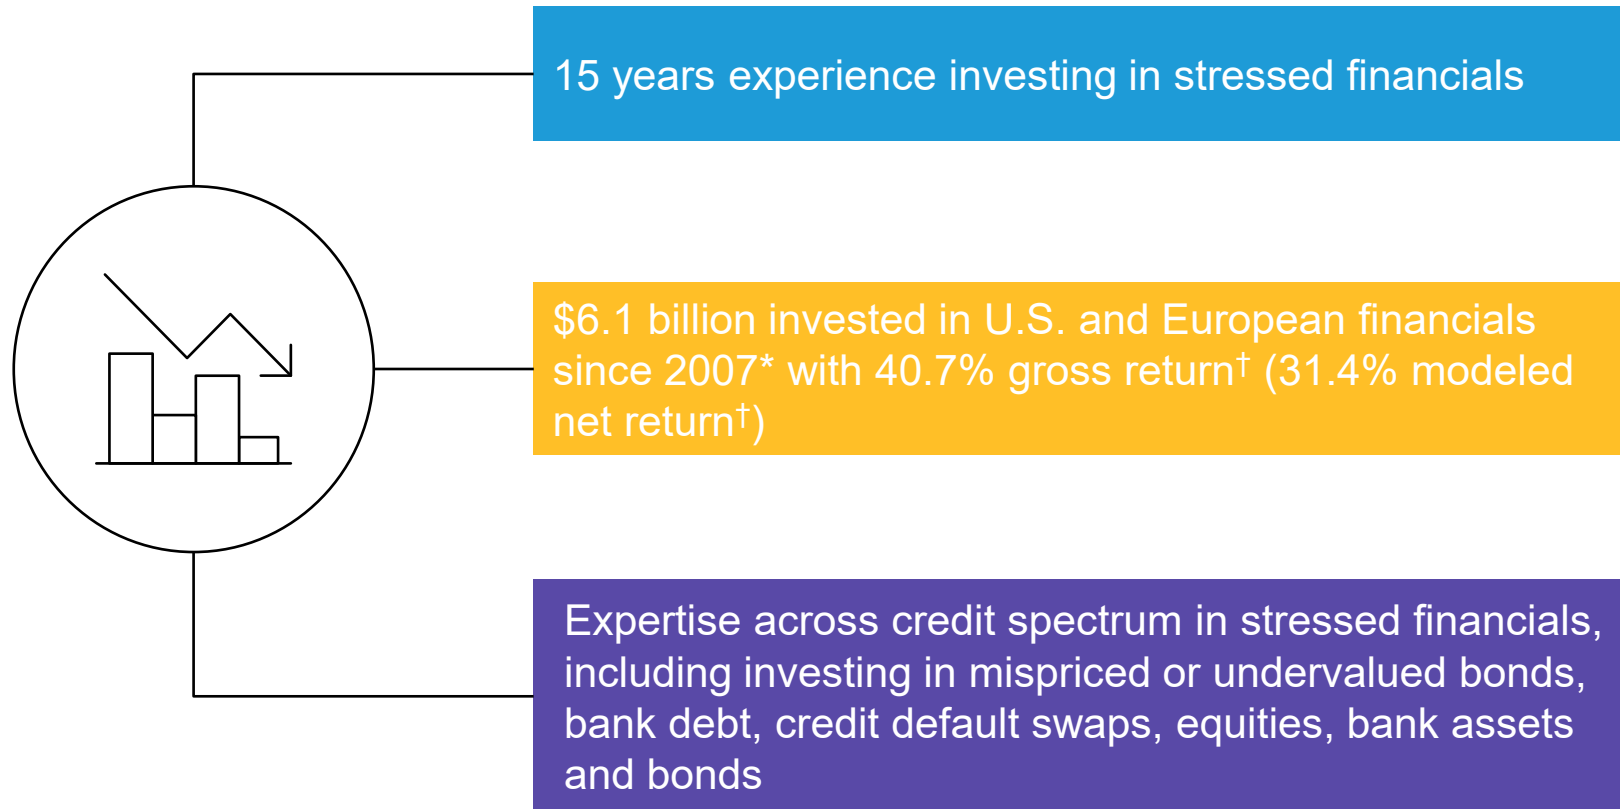 15 years experience investing in stressed financials
$6.1 billion invested in U.S. and European financials
since 2007* with 40.7% gross return† (31.4% modeled
net return†)
Expertise across credit spectrum in stressed financials,
including investing in mispriced or undervalued bonds,
bank debt, credit default swaps, equities, bank assets
and bonds